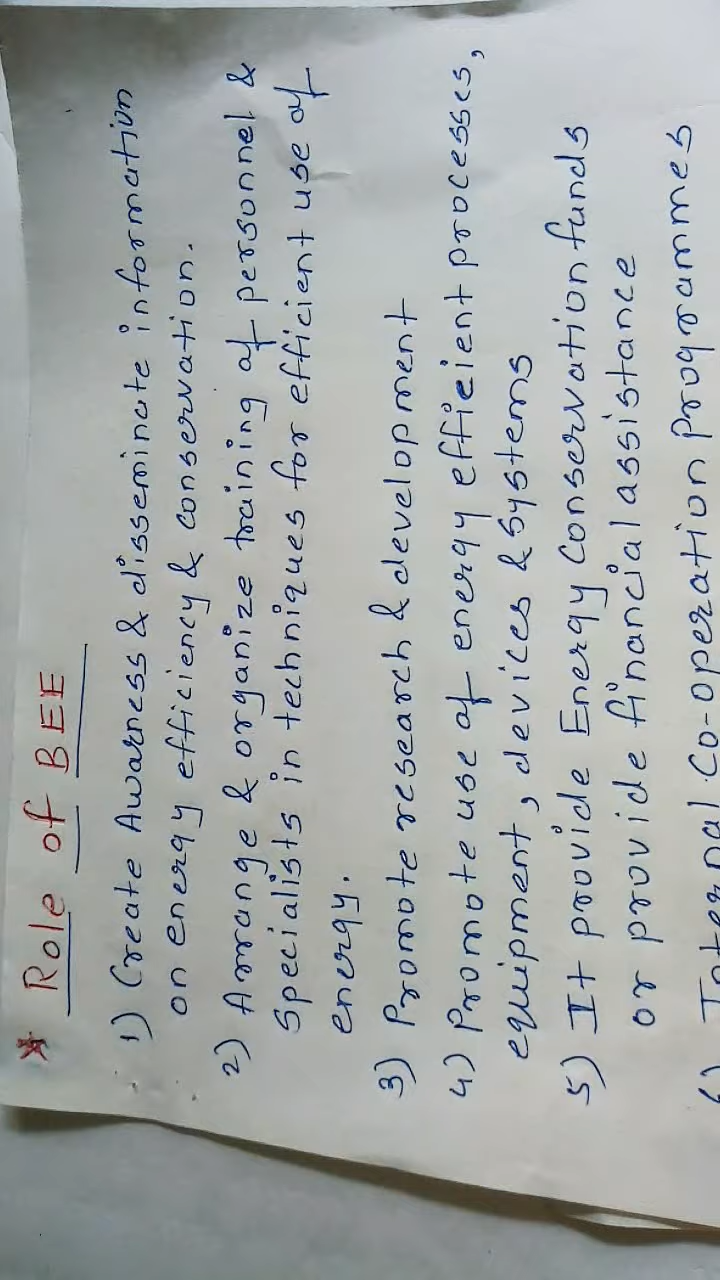 * Role of BEE
1) Create Awarness & disseminate information
on energy efficiency & conservation.
2) Arrange & organize training of personnel &
Specialists in techniques for efficient use of
energy.
3) Promote research & development
4) Promote use of energy efficient processes,
equipment, devices & systems
5) It provide Energy Conservation funds
or provide financial assistance
6) Co-operation programmes